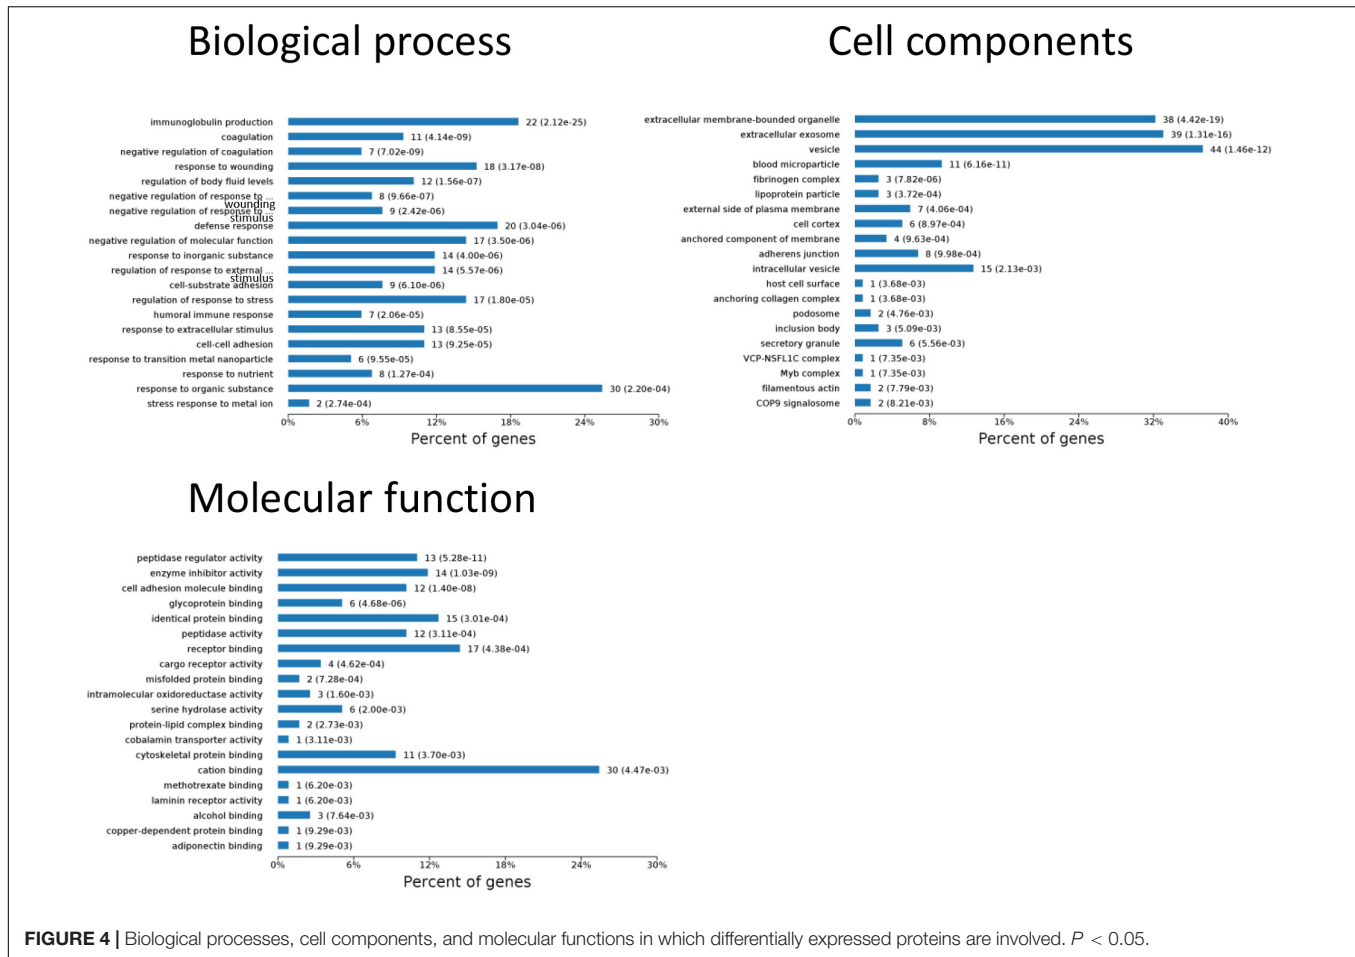 Biological process
immunoglobulin production 22 (2.12e-25)
coagulation 11 (4.14e-09)
negative regulation of coagulation 7 (7.02e-09)
response to wounding 18 (3.17e-08)
regulation of body fluid levels 12 (1.56e-07)
negative regulation of response to ... 8 (9.66e-07)
wounding
negative regulation of response to ... 9 (2.42e-06)
stimulus
defense response 20 (3.04e-06)
negative regulation of molecular function 17 (3.50e-06)
response to inorganic substance 14 (4.00e-06)
regulation of response to external ... 14 (5.57e-06)
stimulus
cell-substrate adhesion 9 (6.10e-06)
regulation of response to stress 17 (1.80e-05)
humoral immune response 7 (2.06e-05)
response to extracellular stimulus 13 (8.55e-05)
cell-cell adhesion 13 (9.25e-05)
response to transition metal nanoparticle 6 (9.55e-05)
response to nutrient 8 (1.27e-04)
response to organic substance 30 (2.20e-04)
stress response to metal ion 2 (2.74e-04)
0% 6% 12% 18% 24% 30%
Percent of genes
Cell components
extracellular membrane-bounded organelle 38 (4.42e-19)
extracellular exosome 39 (1.31e-16)
vesicle 44 (1.46e-12)
blood microparticle 11 (6.16e-11)
fibrinogen complex 3 (7.82e-06)
lipoprotein particle 3 (3.72e-04)
external side of plasma membrane 7 (4.06e-04)
cell cortex 6 (8.97e-04)
anchored component of membrane 4 (9.63e-04)
adherens junction 8 (9.98e-04)
intracellular vesicle 15 (2.13e-03)
host cell surface 1 (3.68e-03)
anchoring collagen complex 1 (3.68e-03)
podosome 2 (4.76e-03)
inclusion body 3 (5.09e-03)
secretory granule 6 (5.56e-03)
VCP-NSFL1C complex 1 (7.35e-03)
Myb complex 1 (7.35e-03)
filamentous actin 2 (7.79e-03)
COP9 signalosome 2 (8.21e-03)
0% 8% 16% 24% 32% 40%
Percent of genes
Molecular function
peptidase regulator activity 13 (5.28e-11)
enzyme inhibitor activity 14 (1.03e-09)
cell adhesion molecule binding 12 (1.40e-08)
glycoprotein binding 6 (4.68e-06)
identical protein binding 15 (3.01e-04)
peptidase activity 12 (3.11e-04)
receptor binding 17 (4.38e-04)
cargo receptor activity 4 (4.62e-04)
misfolded protein binding 2 (7.28e-04)
intramolecular oxidoreductase activity 3 (1.60e-03)
serine hydrolase activity 6 (2.00e-03)
protein-lipid complex binding 2 (2.73e-03)
cobalamin transporter activity 1 (3.11e-03)
cytoskeletal protein binding 11 (3.70e-03)
cation binding 30 (4.47e-03)
methotrexate binding 1 (6.20e-03)
laminin receptor activity 1 (6.20e-03)
alcohol binding 3 (7.64e-03)
copper-dependent protein binding 1 (9.29e-03)
adiponectin binding 1 (9.29e-03)
0% 6% 12% 18% 24% 30%
Percent of genes
FIGURE 4 | Biological processes, cell components, and molecular functions in which differentially expressed proteins are involved. P < 0.05.